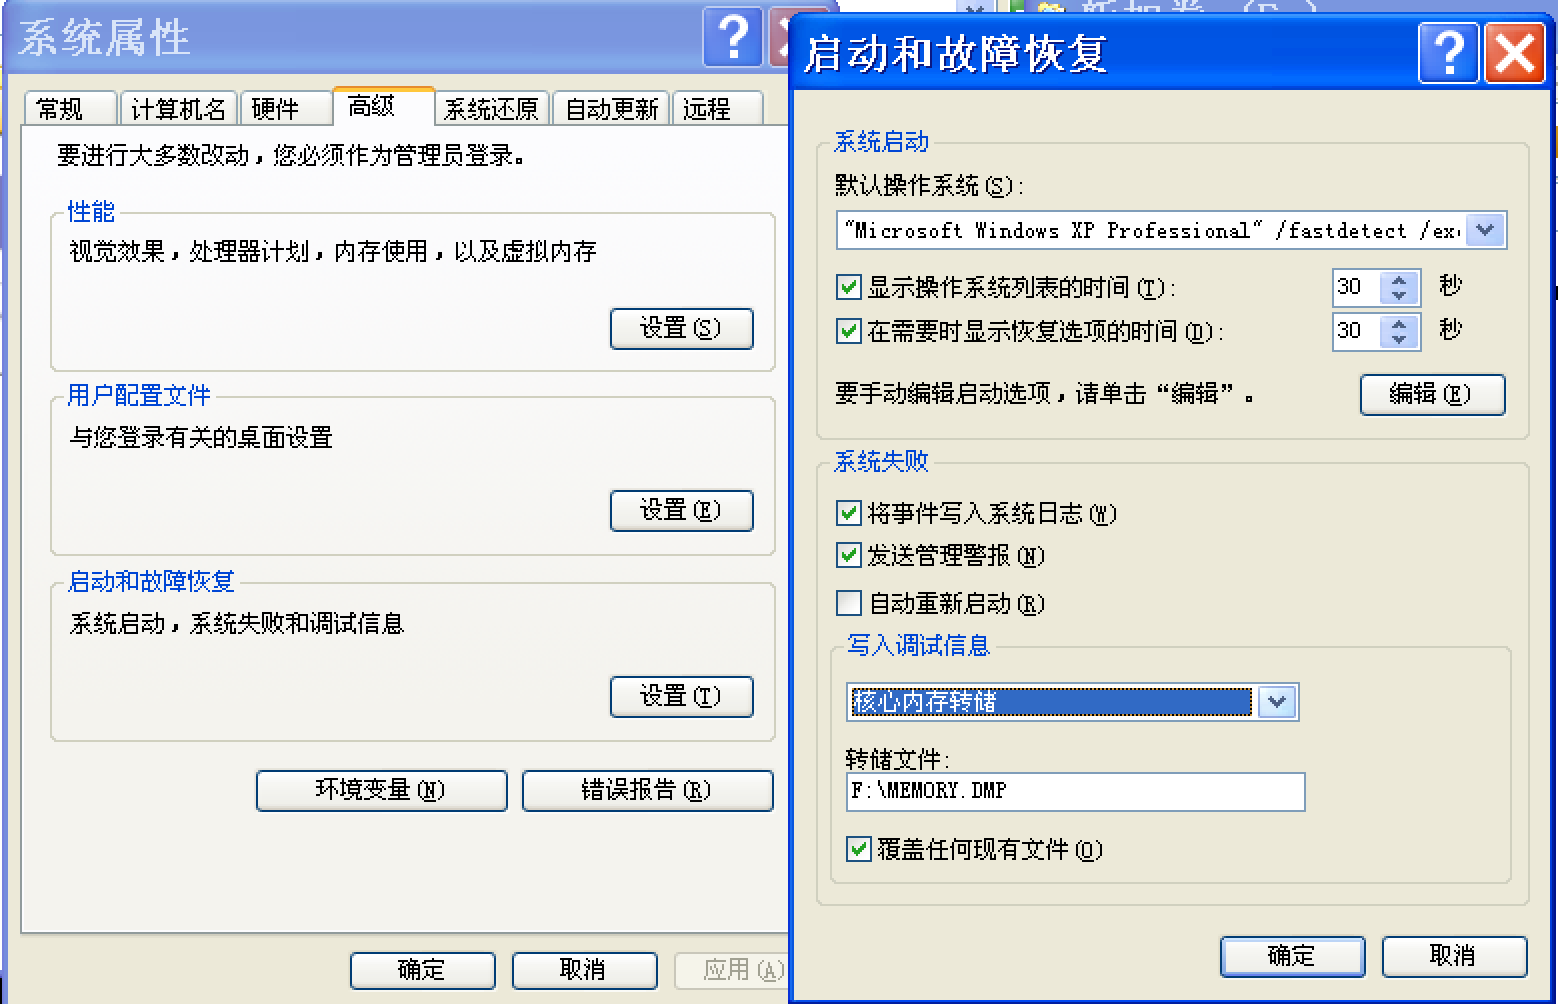 系统属性
常规 计算机名 硬件 高级 系统还原 自动更新 远程
要进行大多数改动，您必须作为管理员登录。
性能
视觉效果，处理器计划，内存使用，以及虚拟内存
设置(S)
用户配置文件
与您登录有关的桌面设置
设置(E)
启动和故障恢复
系统启动，系统失败和调试信息
设置(T)
环境变量(N) 错误报告(R)
确定 取消 应用(A)
启动和故障恢复
系统启动
默认操作系统(S):
"Microsoft Windows XP Professional" /fastdetect /ex
显示操作系统列表的时间(T): 30 秒
在需要时显示恢复选项的时间(D): 30 秒
要手动编辑启动选项，请单击“编辑”。 编辑(E)
系统失败
将事件写入系统日志(W)
发送管理警报(N)
自动重新启动(R)
写入调试信息
核心内存转储
转储文件:
F:\MEMORY.DMP
覆盖任何现有文件(O)
确定 取消